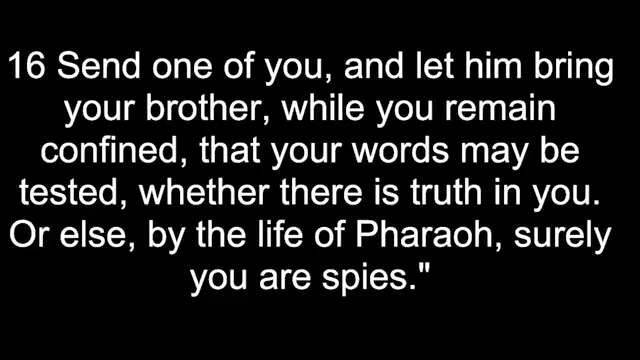 16 Send one of you, and let him bring
your brother, while you remain
confined, that your words may be
tested, whether there is truth in you.
Or else, by the life of Pharaoh, surely
you are spies."